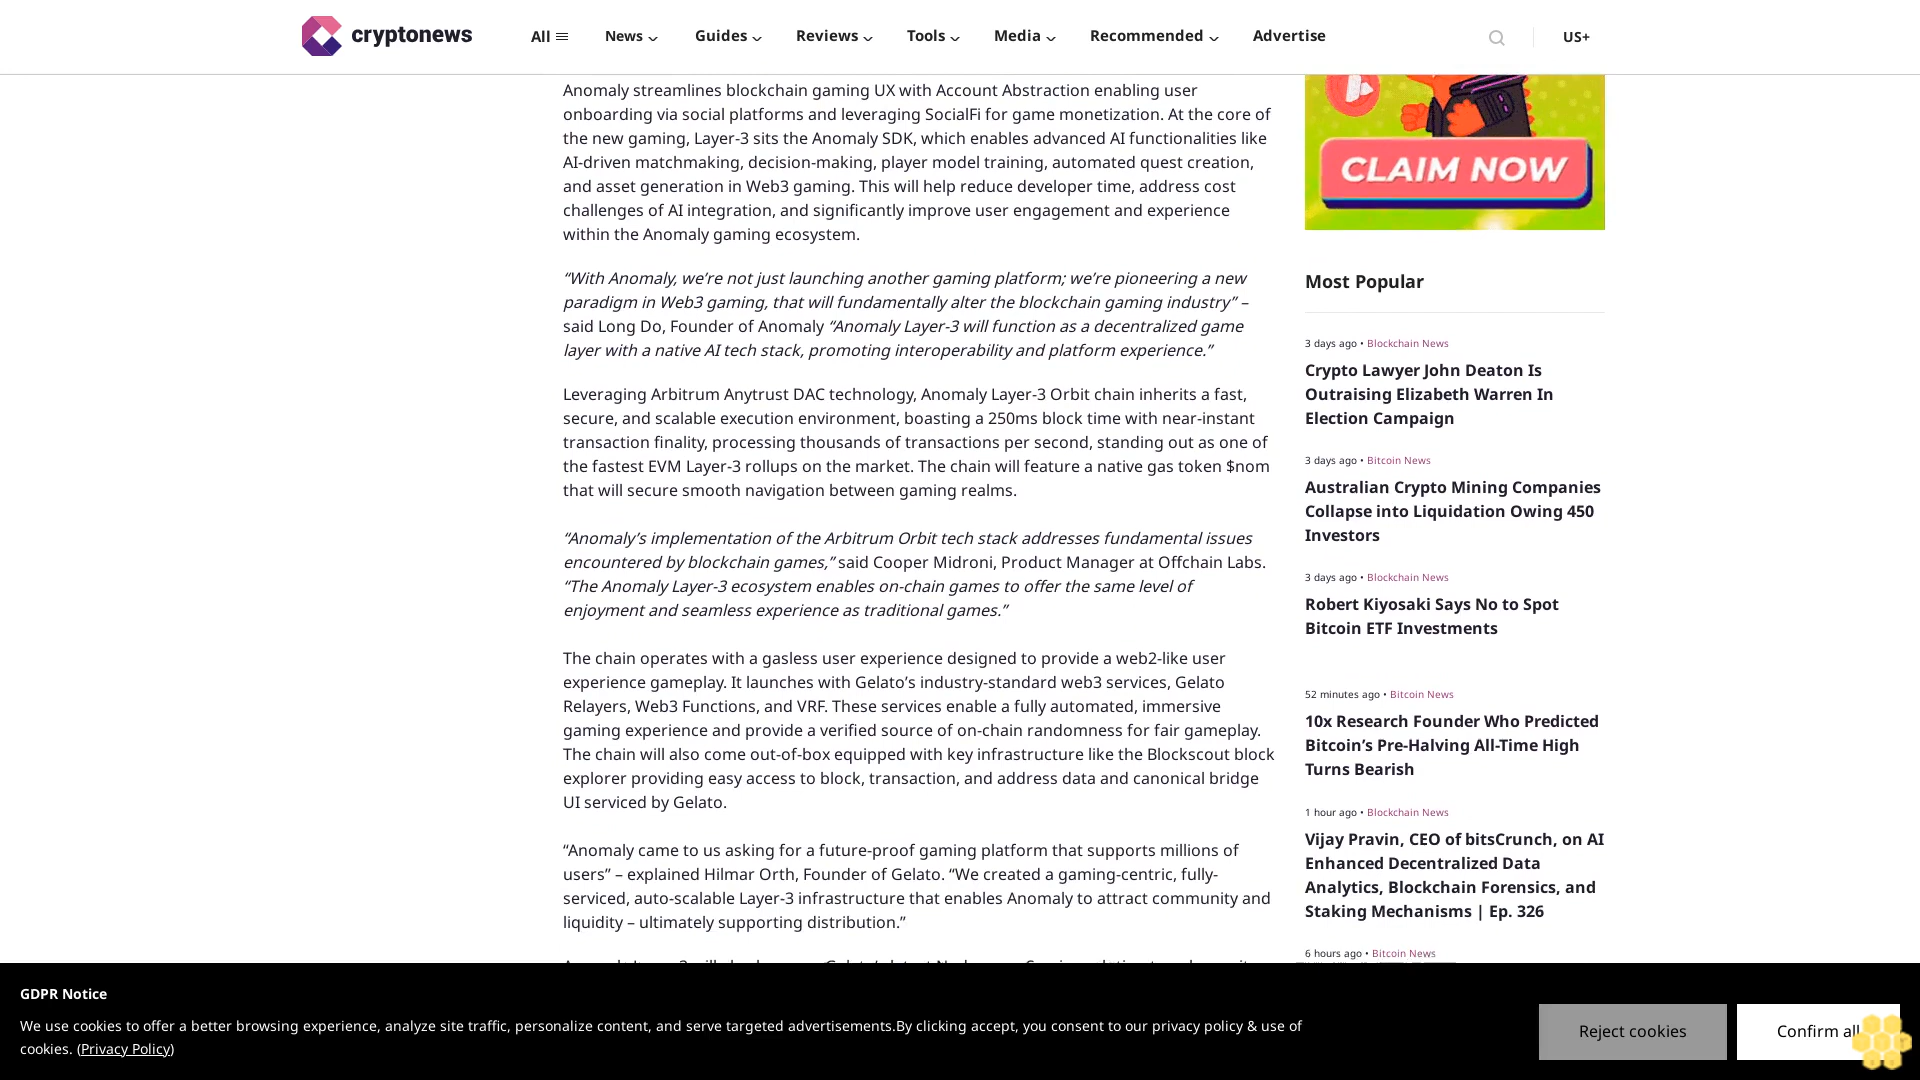 cryptonews
All
News
Guides
Reviews
Tools
Media
Recommended
Advertise
US+
Anomaly streamlines blockchain gaming UX with Account Abstraction enabling user
onboarding via social platforms and leveraging SocialFi for game monetization. At the core of
the new gaming, Layer-3 sits the Anomaly SDK, which enables advanced AI functionalities like
AI-driven matchmaking, decision-making, player model training, automated quest creation,
and asset generation in Web3 gaming. This will help reduce developer time, address cost
challenges of AI integration, and significantly improve user engagement and experience
within the Anomaly gaming ecosystem.
“With Anomaly, we’re not just launching another gaming platform; we’re pioneering a new
paradigm in Web3 gaming, that will fundamentally alter the blockchain gaming industry” –
said Long Do, Founder of Anomaly “Anomaly Layer-3 will function as a decentralized game
layer with a native AI tech stack, promoting interoperability and platform experience.”
Leveraging Arbitrum Anytrust DAC technology, Anomaly Layer-3 Orbit chain inherits a fast,
secure, and scalable execution environment, boasting a 250ms block time with near-instant
transaction finality, processing thousands of transactions per second, standing out as one of
the fastest EVM Layer-3 rollups on the market. The chain will feature a native gas token $nom
that will secure smooth navigation between gaming realms.
“Anomaly’s implementation of the Arbitrum Orbit tech stack addresses fundamental issues
encountered by blockchain games,” said Cooper Midroni, Product Manager at Offchain Labs.
“The Anomaly Layer-3 ecosystem enables on-chain games to offer the same level of
enjoyment and seamless experience as traditional games.”
The chain operates with a gasless user experience designed to provide a web2-like user
experience gameplay. It launches with Gelato’s industry-standard web3 services, Gelato
Relayers, Web3 Functions, and VRF. These services enable a fully automated, immersive
gaming experience and provide a verified source of on-chain randomness for fair gameplay.
The chain will also come out-of-box equipped with key infrastructure like the Blockscout block
explorer providing easy access to block, transaction, and address data and canonical bridge
UI serviced by Gelato.
“Anomaly came to us asking for a future-proof gaming platform that supports millions of
users” – explained Hilmar Orth, Founder of Gelato. “We created a gaming-centric, fully-
serviced, auto-scalable Layer-3 infrastructure that enables Anomaly to attract community and
liquidity – ultimately supporting distribution.”
CLAIM NOW
Most Popular
3 days ago • Blockchain News
Crypto Lawyer John Deaton Is
Outraising Elizabeth Warren In
Election Campaign
3 days ago • Bitcoin News
Australian Crypto Mining Companies
Collapse into Liquidation Owing 450
Investors
3 days ago • Blockchain News
Robert Kiyosaki Says No to Spot
Bitcoin ETF Investments
52 minutes ago • Bitcoin News
10x Research Founder Who Predicted
Bitcoin’s Pre-Halving All-Time High
Turns Bearish
1 hour ago • Blockchain News
Vijay Pravin, CEO of bitsCrunch, on AI
Enhanced Decentralized Data
Analytics, Blockchain Forensics, and
Staking Mechanisms | Ep. 326
6 hours ago • Bitcoin News
GDPR Notice
We use cookies to offer a better browsing experience, analyze site traffic, personalize content, and serve targeted advertisements.By clicking accept, you consent to our privacy policy & use of
cookies. (Privacy Policy)
Reject cookies
Confirm all